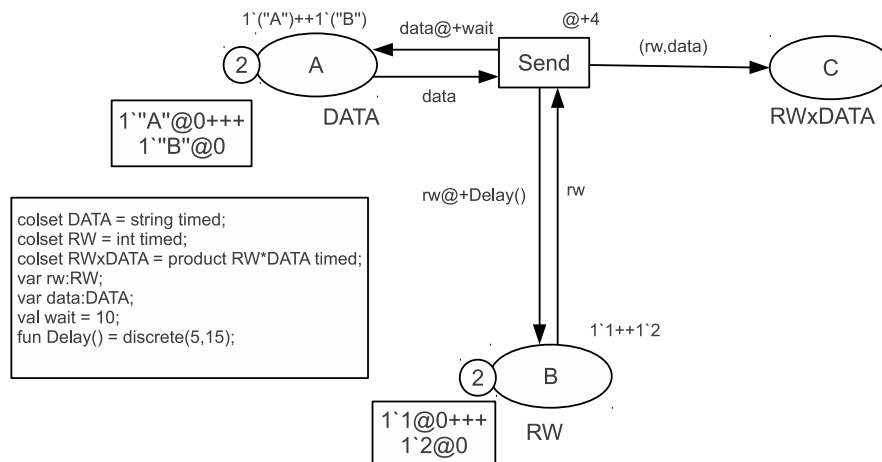 1`("A")++1`("B")
data@+wait
@+4
(rw,data)
2
A
Send
C
data
DATA
RWxDATA
1`"A"@0+++
1`"B"@0
rw@+Delay()
rw
colset DATA = string timed;
colset RW = int timed;
colset RWxDATA = product RW*DATA timed;
var rw:RW;
var data:DATA;
val wait = 10;
fun Delay() = discrete(5,15);
1`1++1`2
2
B
1`1@0+++
1`2@0
RW